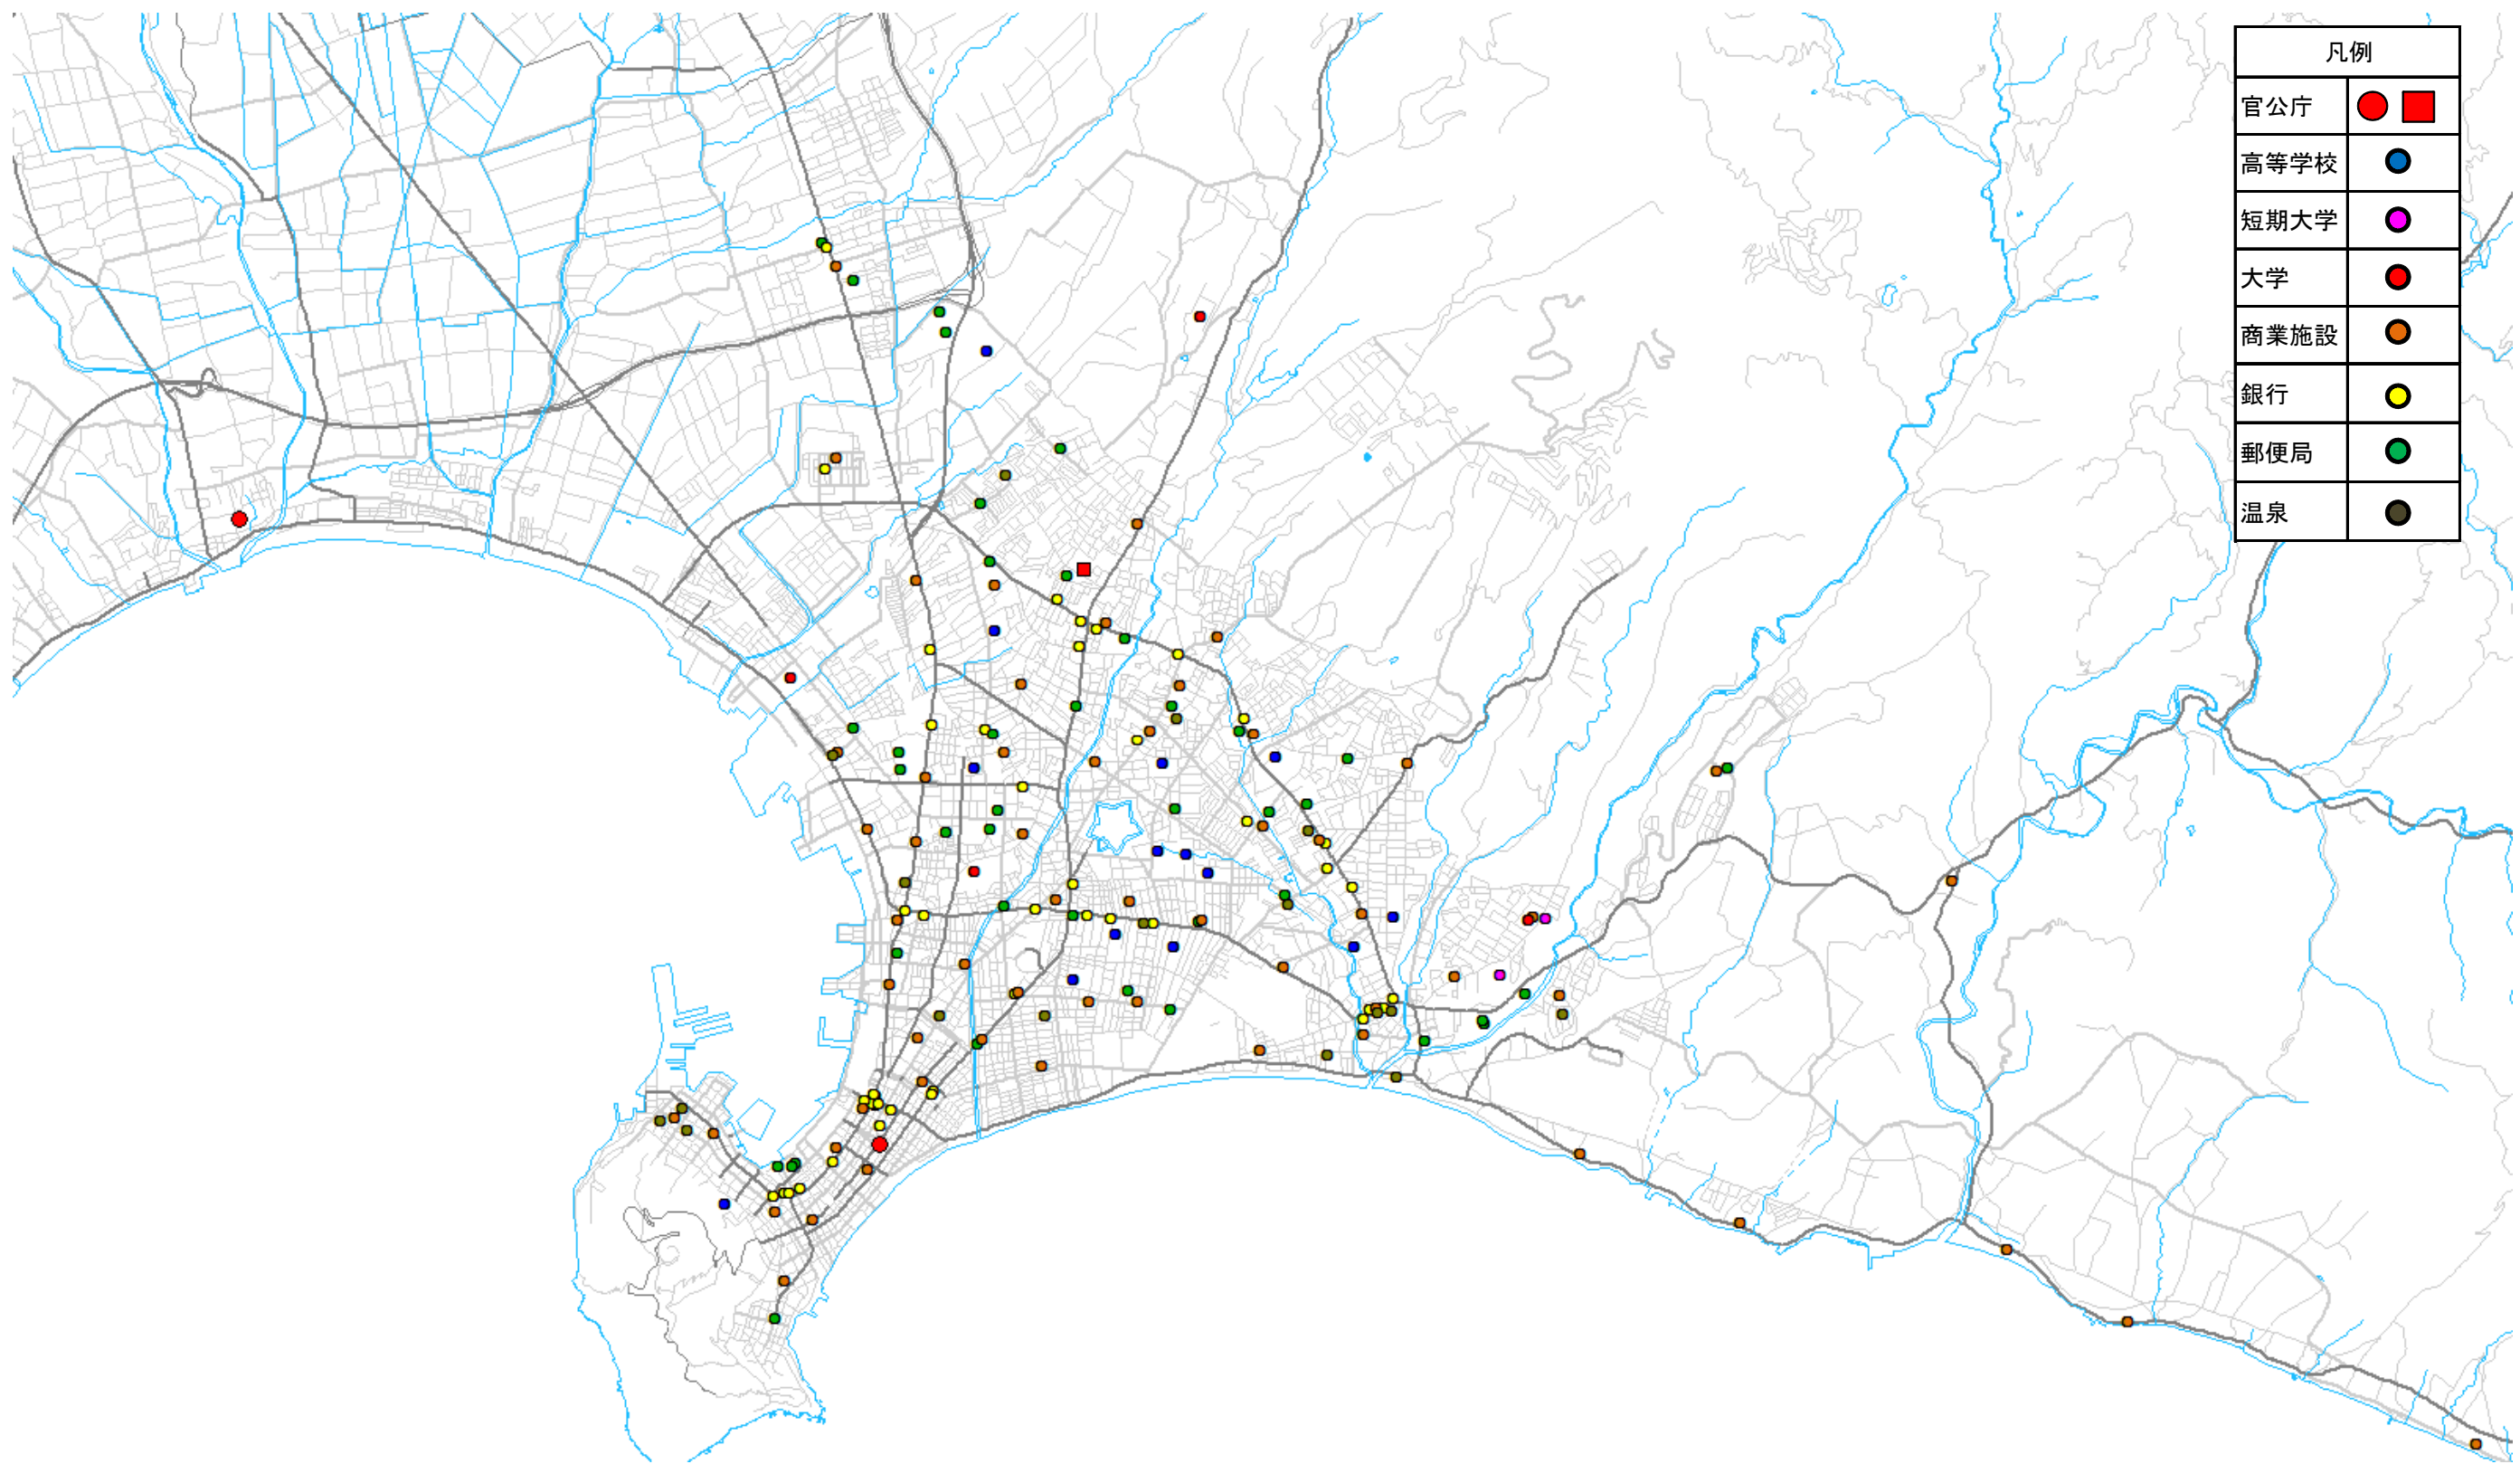 凡例
官公庁
高等学校
短期大学
大学
商業施設
銀行
郵便局
温泉